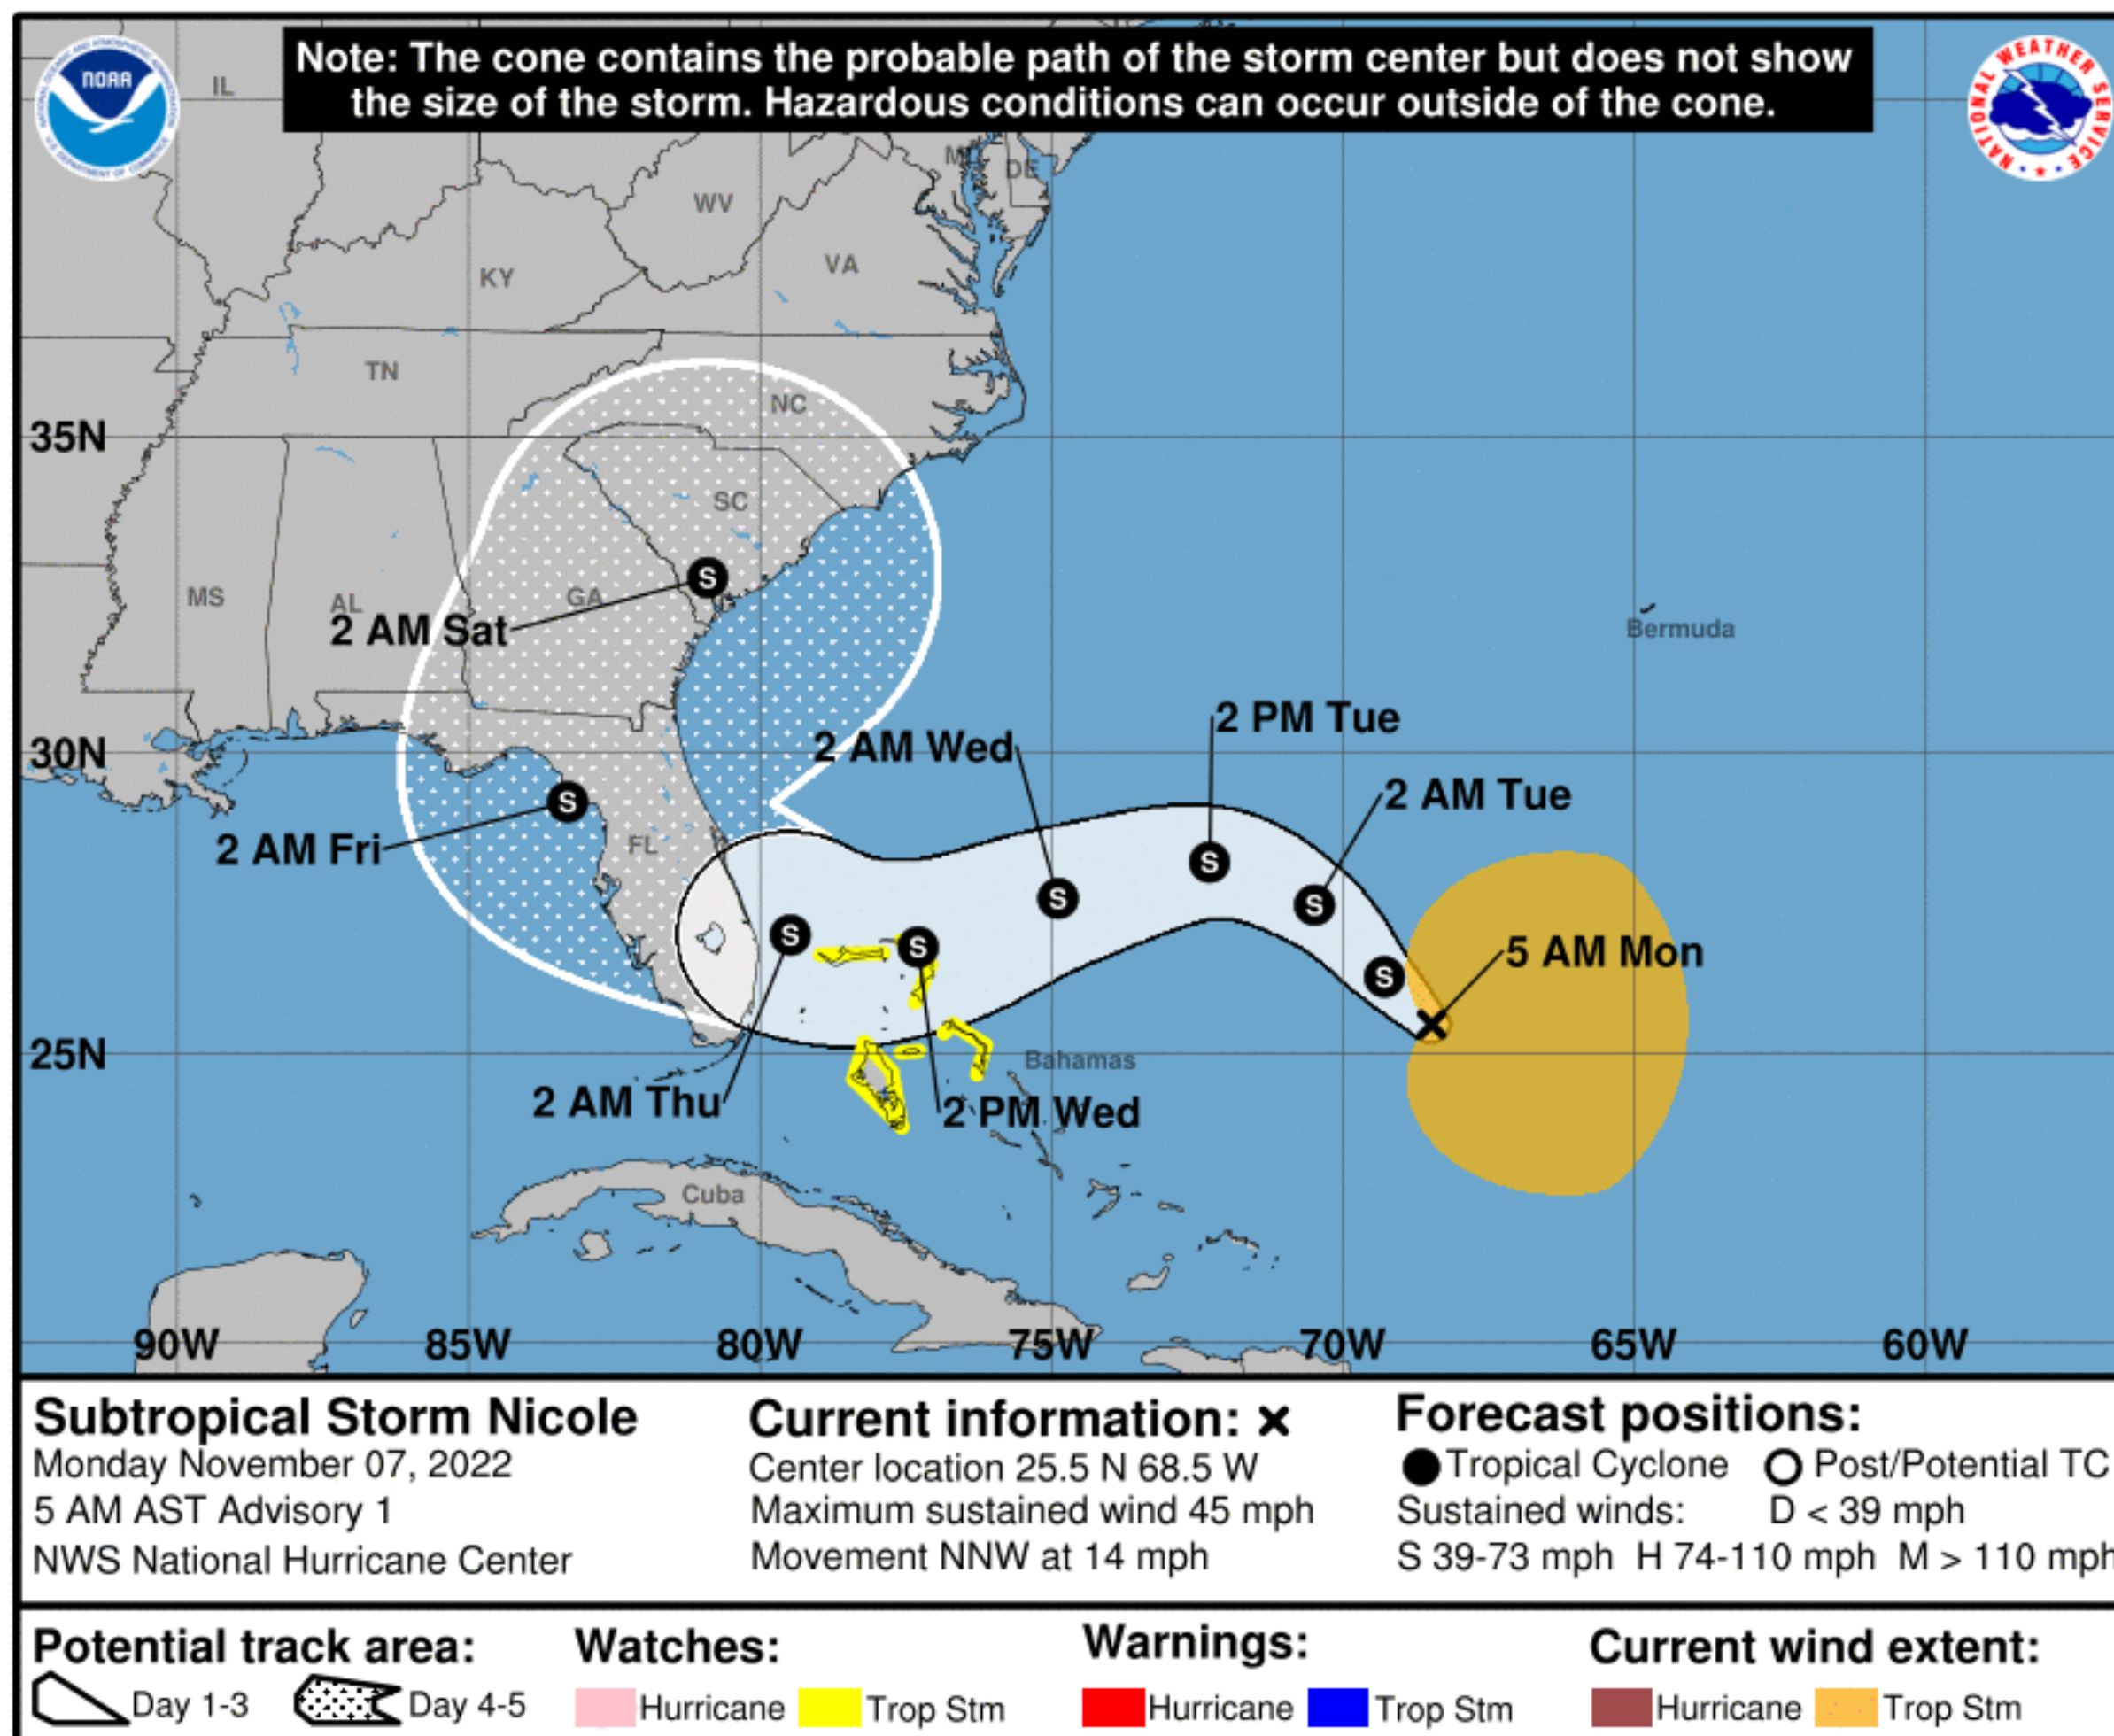 Note: The cone contains the probable path of the storm center but does not show
the size of the storm. Hazardous conditions can occur outside of the cone.
NOAA
NATIONAL WEATHER SERVICE
IL
DE
WV
VA
KY
TN
NC
35N
SC
MS
AL
GA
2 AM Sat
Bermuda
2 PM Tue
2 AM Wed
30N
2 AM Tue
2 AM Fri
FL
S
S
S
S
S
S
S
S
5 AM Mon
25N
Bahamas
2 AM Thu
2 PM Wed
Cuba
90W 85W 80W 75W 70W 65W 60W
Subtropical Storm Nicole
Monday November 07, 2022
5 AM AST Advisory 1
NWS National Hurricane Center
Current information: x
Center location 25.5 N 68.5 W
Maximum sustained wind 45 mph
Movement NNW at 14 mph
Forecast positions:
Tropical Cyclone Post/Potential TC
Sustained winds: D < 39 mph
S 39-73 mph H 74-110 mph M > 110 mph
Potential track area:
Day 1-3 Day 4-5
Watches:
Hurricane Trop Stm
Warnings:
Hurricane Trop Stm
Current wind extent:
Hurricane Trop Stm